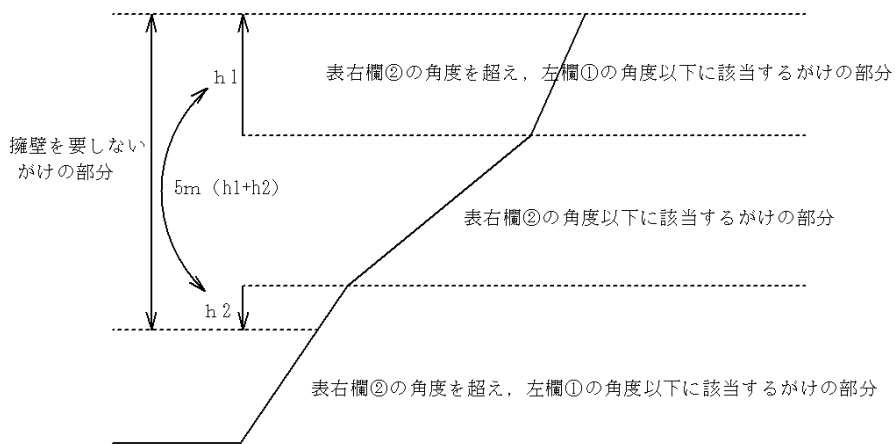 表右欄②の角度を超え，左欄①の角度以下に該当するがけの部分
h1
擁壁を要しない
がけの部分
5m（h1+h2）
表右欄②の角度以下に該当するがけの部分
h2
表右欄②の角度を超え，左欄①の角度以下に該当するがけの部分